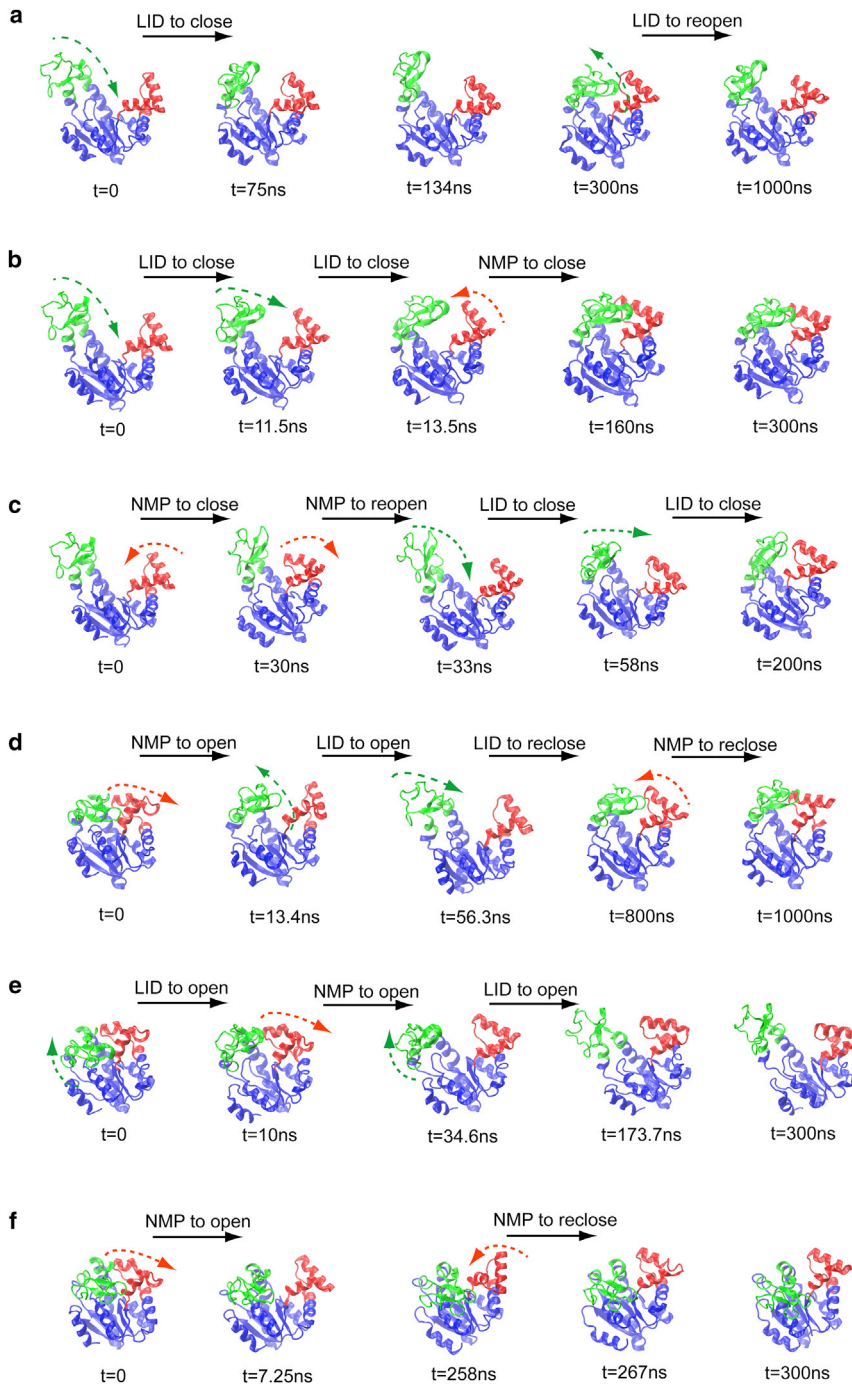 a
LID to close
LID to reopen
t=0
t=75ns
t=134ns
t=300ns
t=1000ns
b
LID to close
LID to close
NMP to close
t=0
t=11.5ns
t=13.5ns
t=160ns
t=300ns
c
NMP to close
NMP to reopen
LID to close
LID to close
t=0
t=30ns
t=33ns
t=58ns
t=200ns
d
NMP to open
LID to open
LID to reclose
NMP to reclose
t=0
t=13.4ns
t=56.3ns
t=800ns
t=1000ns
e
LID to open
NMP to open
LID to open
t=0
t=10ns
t=34.6ns
t=173.7ns
t=300ns
f
NMP to open
NMP to reclose
t=0
t=7.25ns
t=258ns
t=267ns
t=300ns